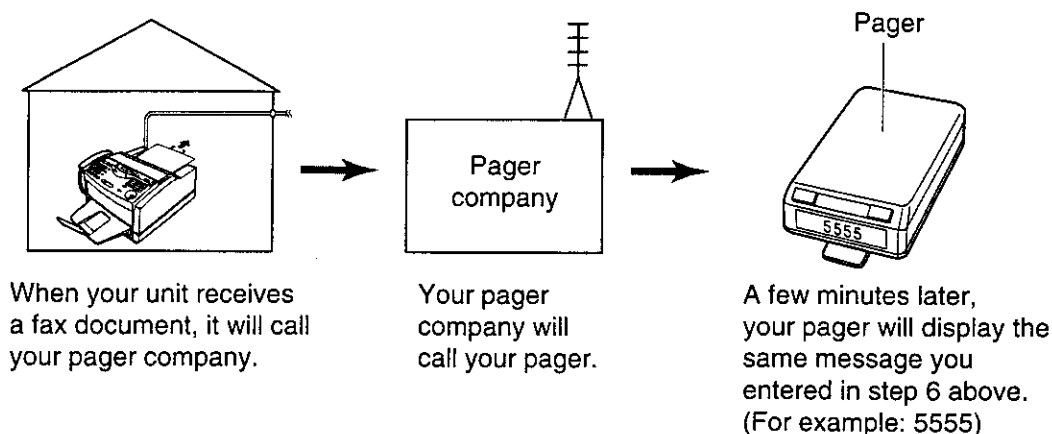 Pager
Pager
company
5555
When your unit receives
a fax document, it will call
your pager company.
Your pager
company will
call your pager.
A few minutes later,
your pager will display the
same message you
entered in step 6 above.
(For example: 5555)